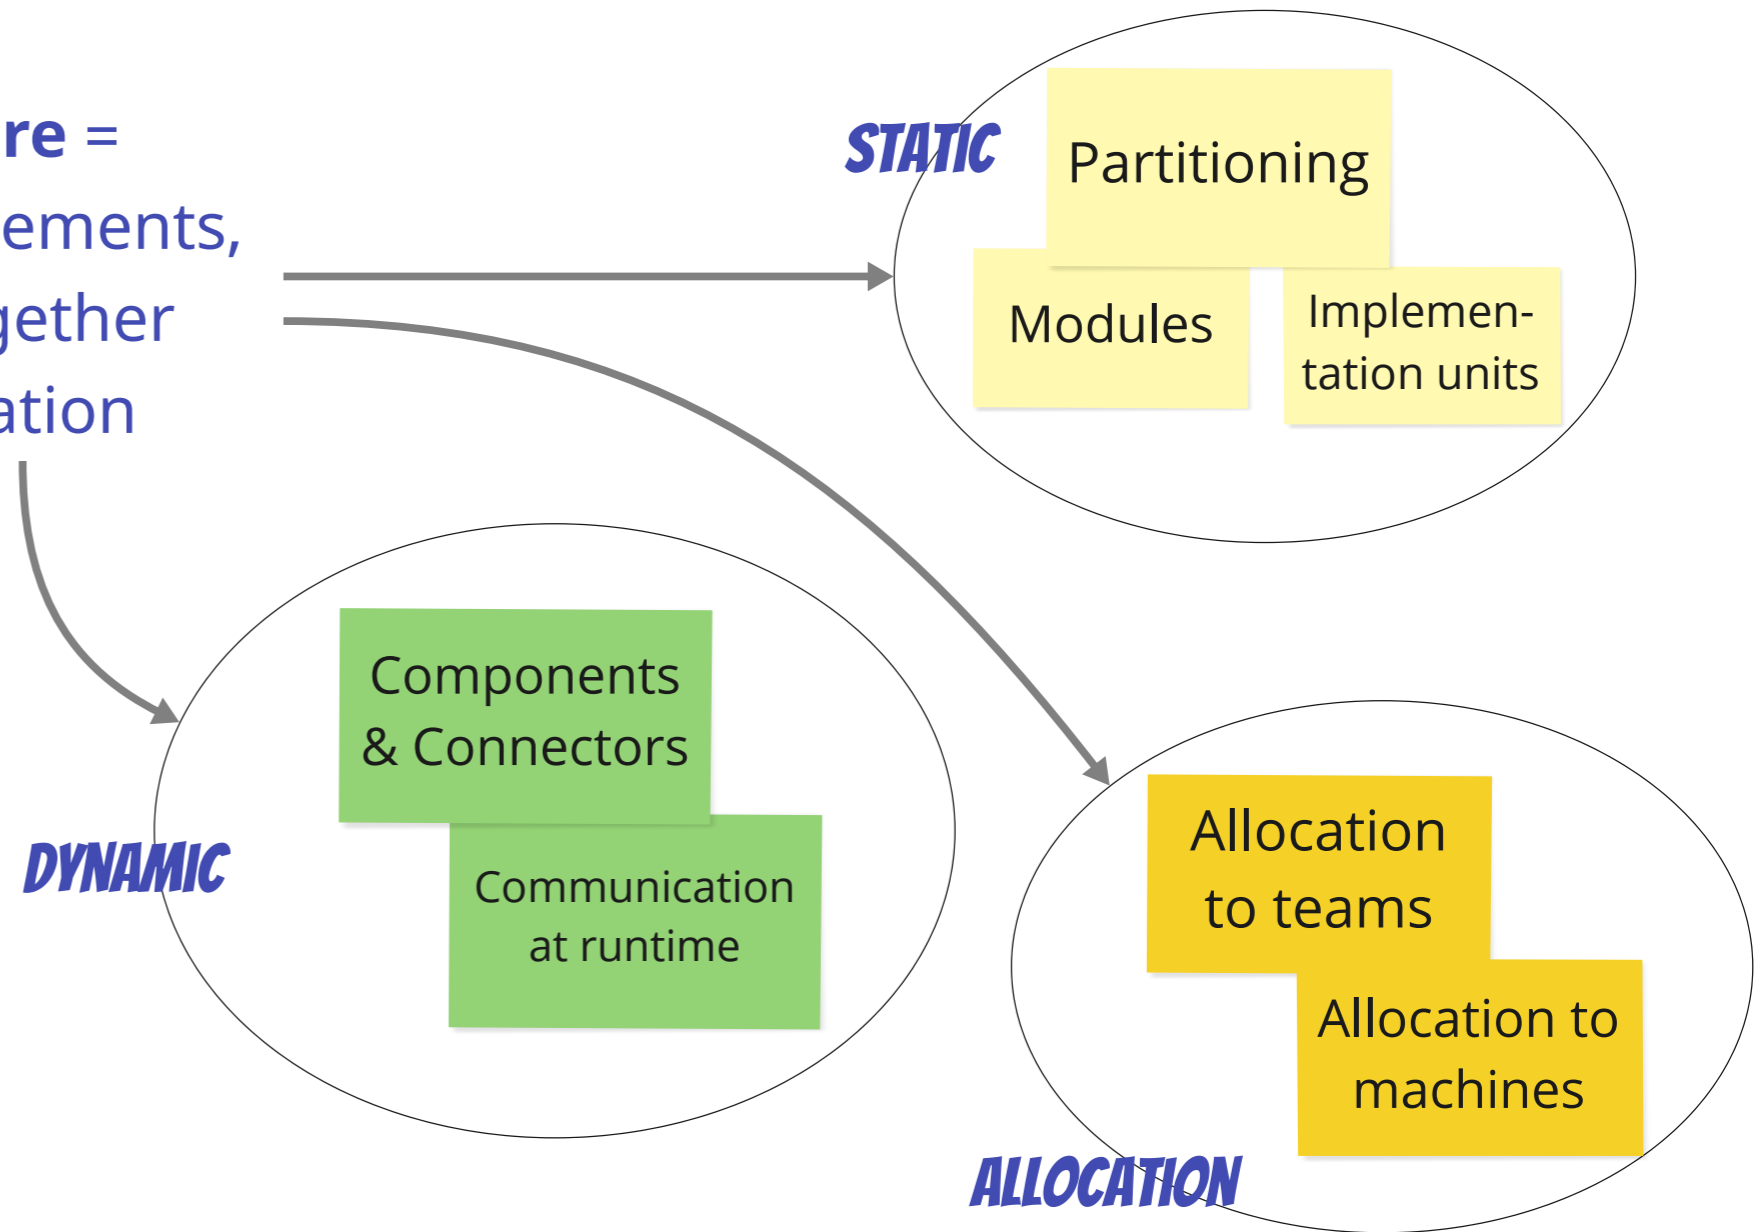 re =
ements,
gether
ation
STATIC
Partitioning
Modules
Implemen-
tation units
Components
& Connectors
DYNAMIC
Communication
at runtime
Allocation
to teams
Allocation to
machines
ALLOCATION